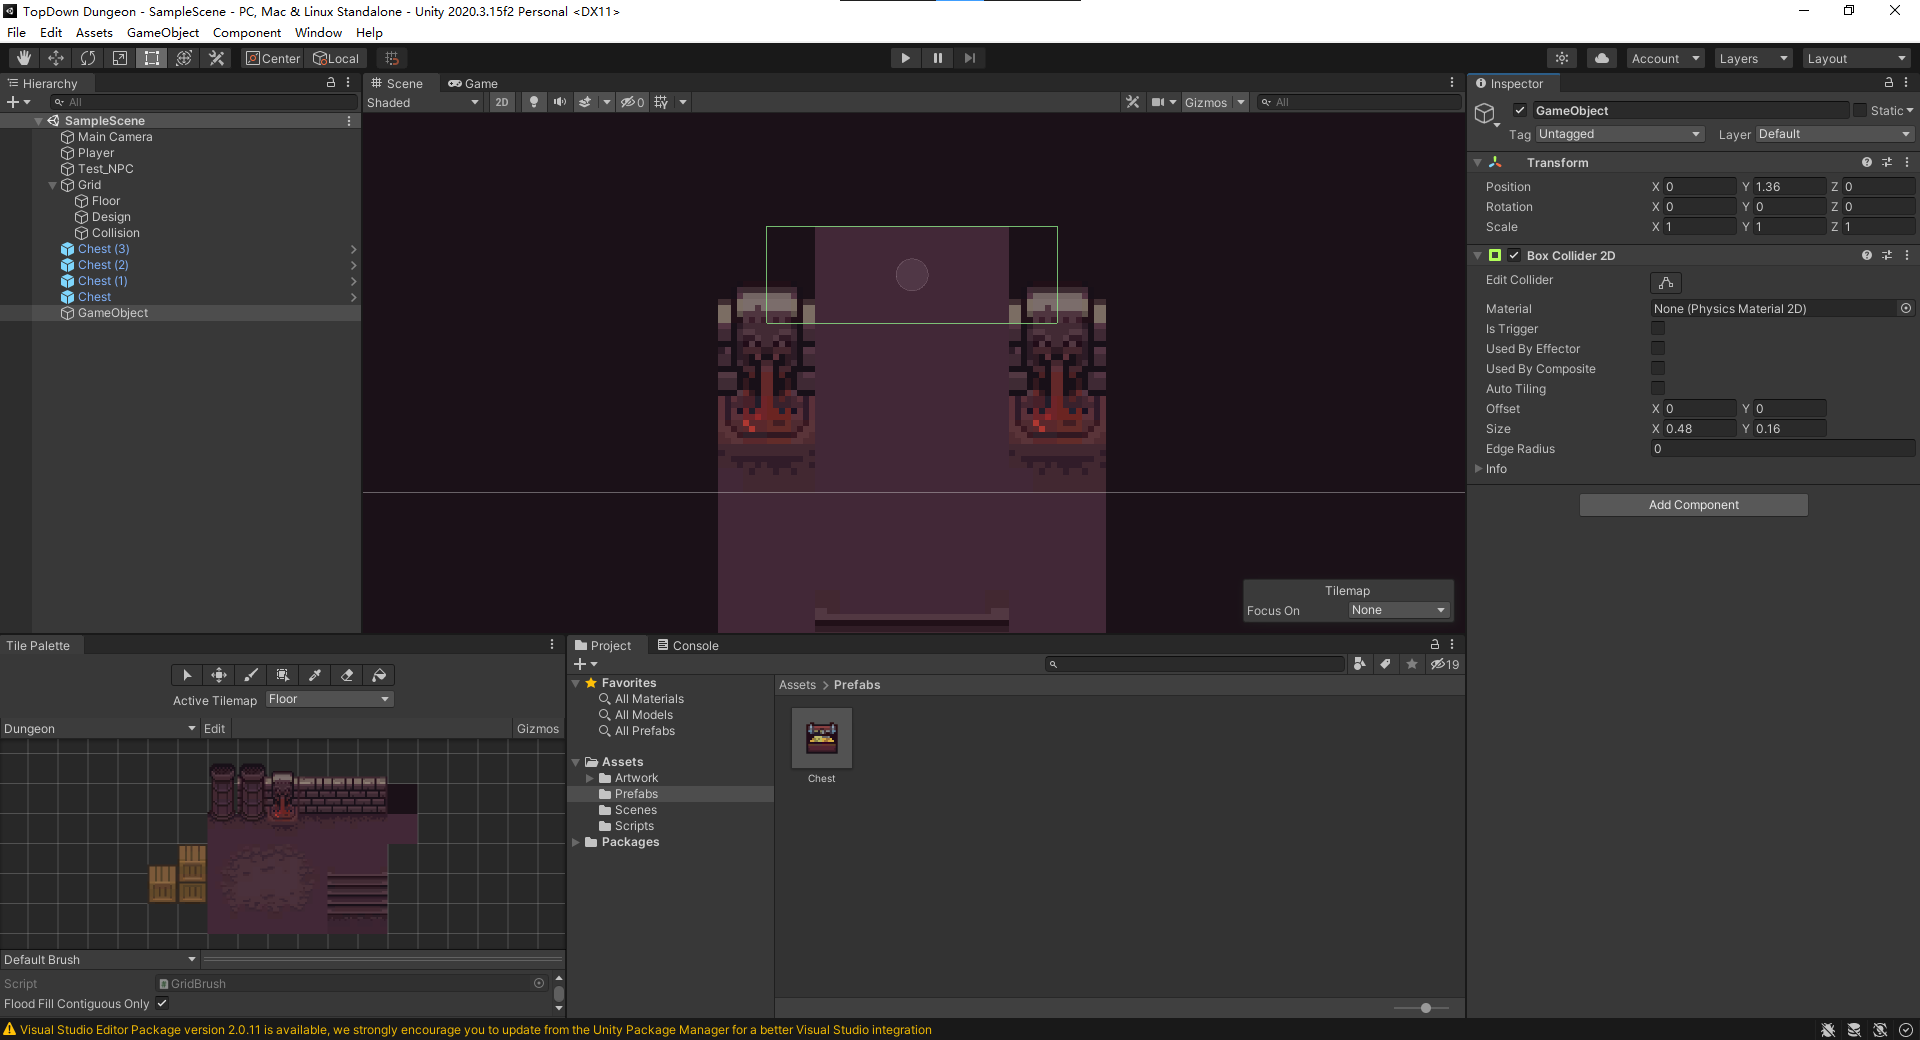 TopDown Dungeon - SampleScene - PC, Mac & Linux Standalone - Unity 2020.3.15f2 Personal <DX11>
File Edit Assets GameObject Component Window Help
Center Local Account Layers Layout
Hierarchy
All
SampleScene
Main Camera
Player
Test_NPC
Grid
Floor
Design
Collision
Chest (3)
Chest (2)
Chest (1)
Chest
GameObject
Scene Game
Shaded 2D 0 Gizmos All
Tilemap
Focus On None
Inspector
GameObject Static
Tag Untagged Layer Default
Transform
Position X 0 Y 1.36 Z 0
Rotation X 0 Y 0 Z 0
Scale X 1 Y 1 Z 1
Box Collider 2D
Edit Collider
Material None (Physics Material 2D)
Is Trigger
Used By Effector
Used By Composite
Auto Tiling
Offset X 0 Y 0
Size X 0.48 Y 0.16
Edge Radius 0
Info
Add Component
Tile Palette
Active Tilemap Floor
Dungeon Edit Gizmos
Default Brush
Script GridBrush
Flood Fill Contiguous Only
Project Console
19
Favorites
All Materials
All Models
All Prefabs
Assets
Artwork
Prefabs
Scenes
Scripts
Packages
Assets > Prefabs
Chest
Visual Studio Editor Package version 2.0.11 is available, we strongly encourage you to update from the Unity Package Manager for a better Visual Studio integration